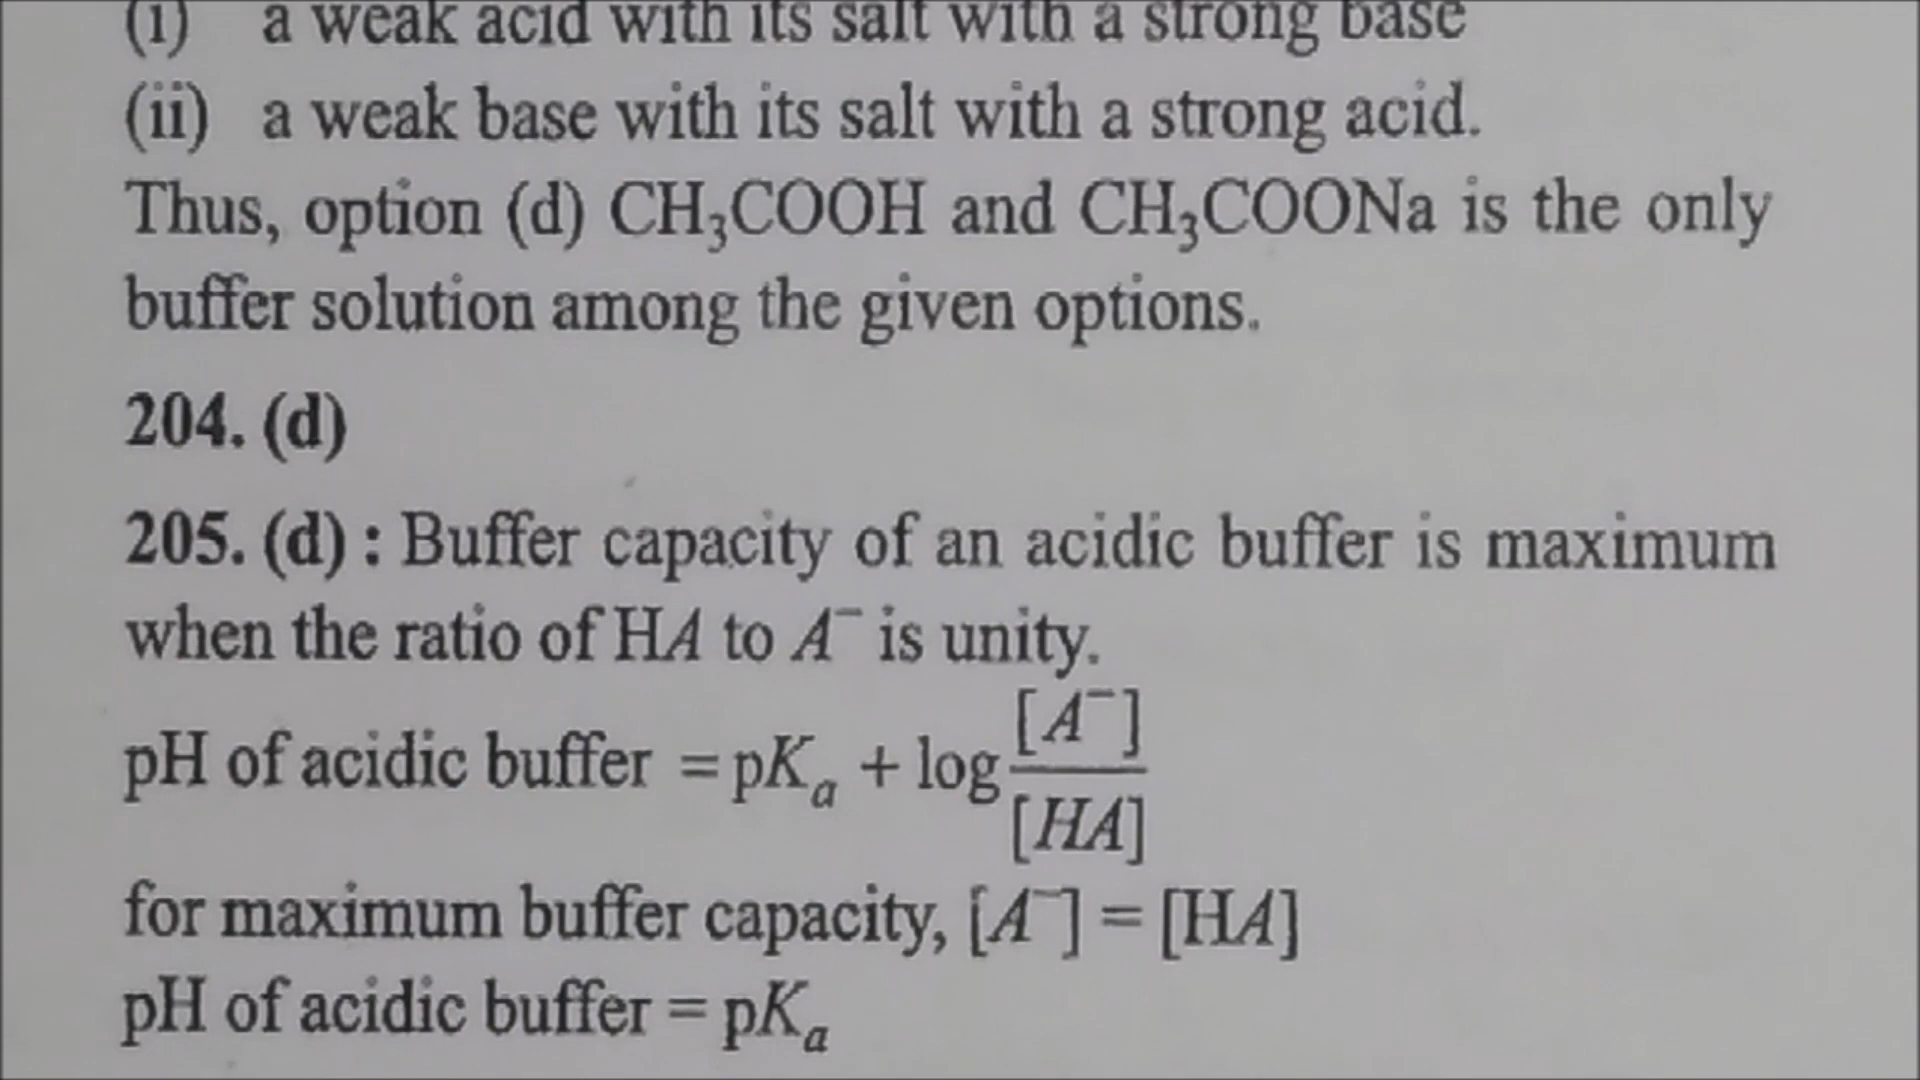 (i) a weak acid with its salt with a strong base
(ii) a weak base with its salt with a strong acid.
Thus, option (d) CH₃COOH and CH₃COONa is the only
buffer solution among the given options.
204. (d)
205. (d) : Buffer capacity of an acidic buffer is maximum
when the ratio of HA to A⁻ is unity.
pH of acidic buffer = pKₐ + log [A⁻]/[HA]
for maximum buffer capacity, [A⁻] = [HA]
pH of acidic buffer = pKₐ